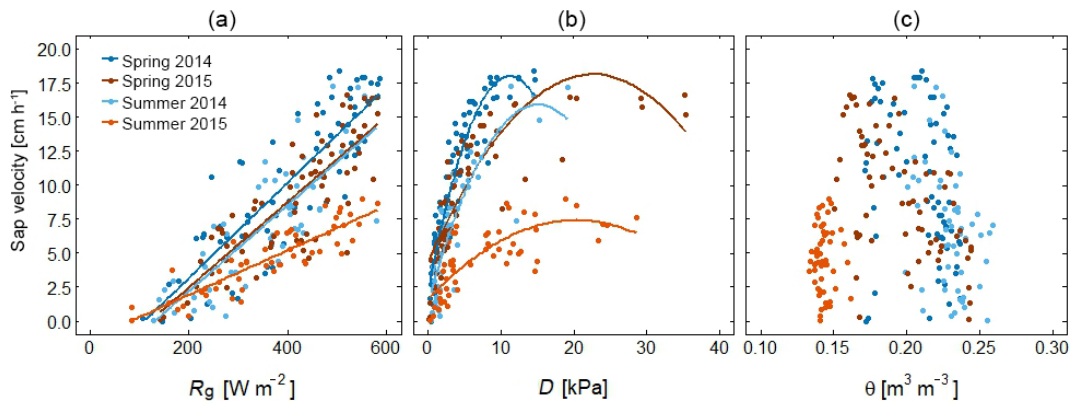 (a) (b) (c)
20.0
17.5
15.0
12.5
10.0
7.5
5.0
2.5
0.0
Sap velocity [cm h⁻¹]
Spring 2014
Spring 2015
Summer 2014
Summer 2015
0 200 400 600 0 10 20 30 40 0.10 0.15 0.20 0.25 0.30
Rg [W m⁻²] D [kPa] θ [m³ m⁻³]